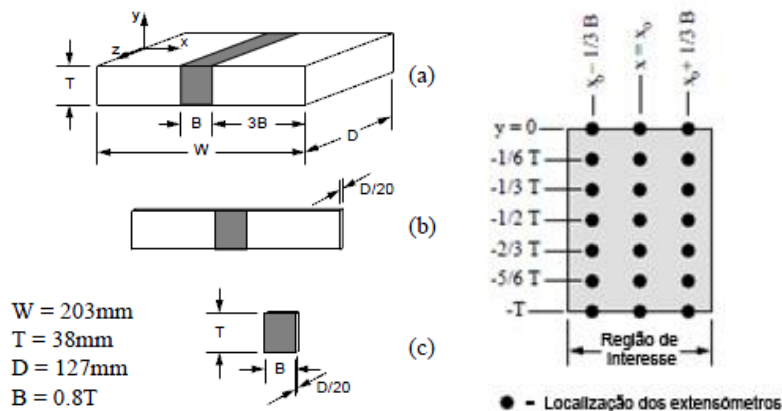 y
x
z
T
(a)
B
3B
D
W
D/20
(b)
W = 203mm
T = 38mm
D = 127mm
B = 0.8T
T
B
(c)
D/20
x₀ – 1/3 B
x = x₀
x₀+ 1/3 B
y = 0
-1/6 T
-1/3 T
-1/2 T
-2/3 T
-5/6 T
-T
Região de
Interesse
– Localização dos extensômetros